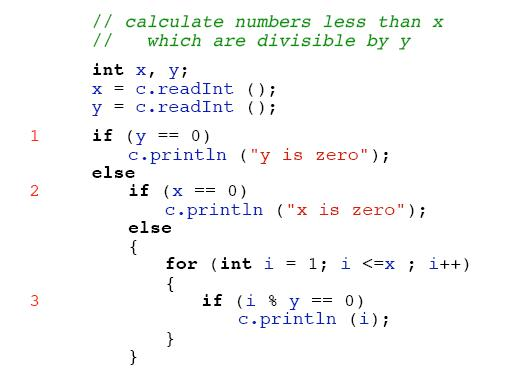 // calculate numbers less than x
//   which are divisible by y
int x, y;
x = c.readInt ();
y = c.readInt ();
1 if (y == 0)
c.println ("y is zero");
else
2 if (x == 0)
c.println ("x is zero");
else
{
for (int i = 1; i <=x ; i++)
{
3 if (i % y == 0)
c.println (i);
}
}